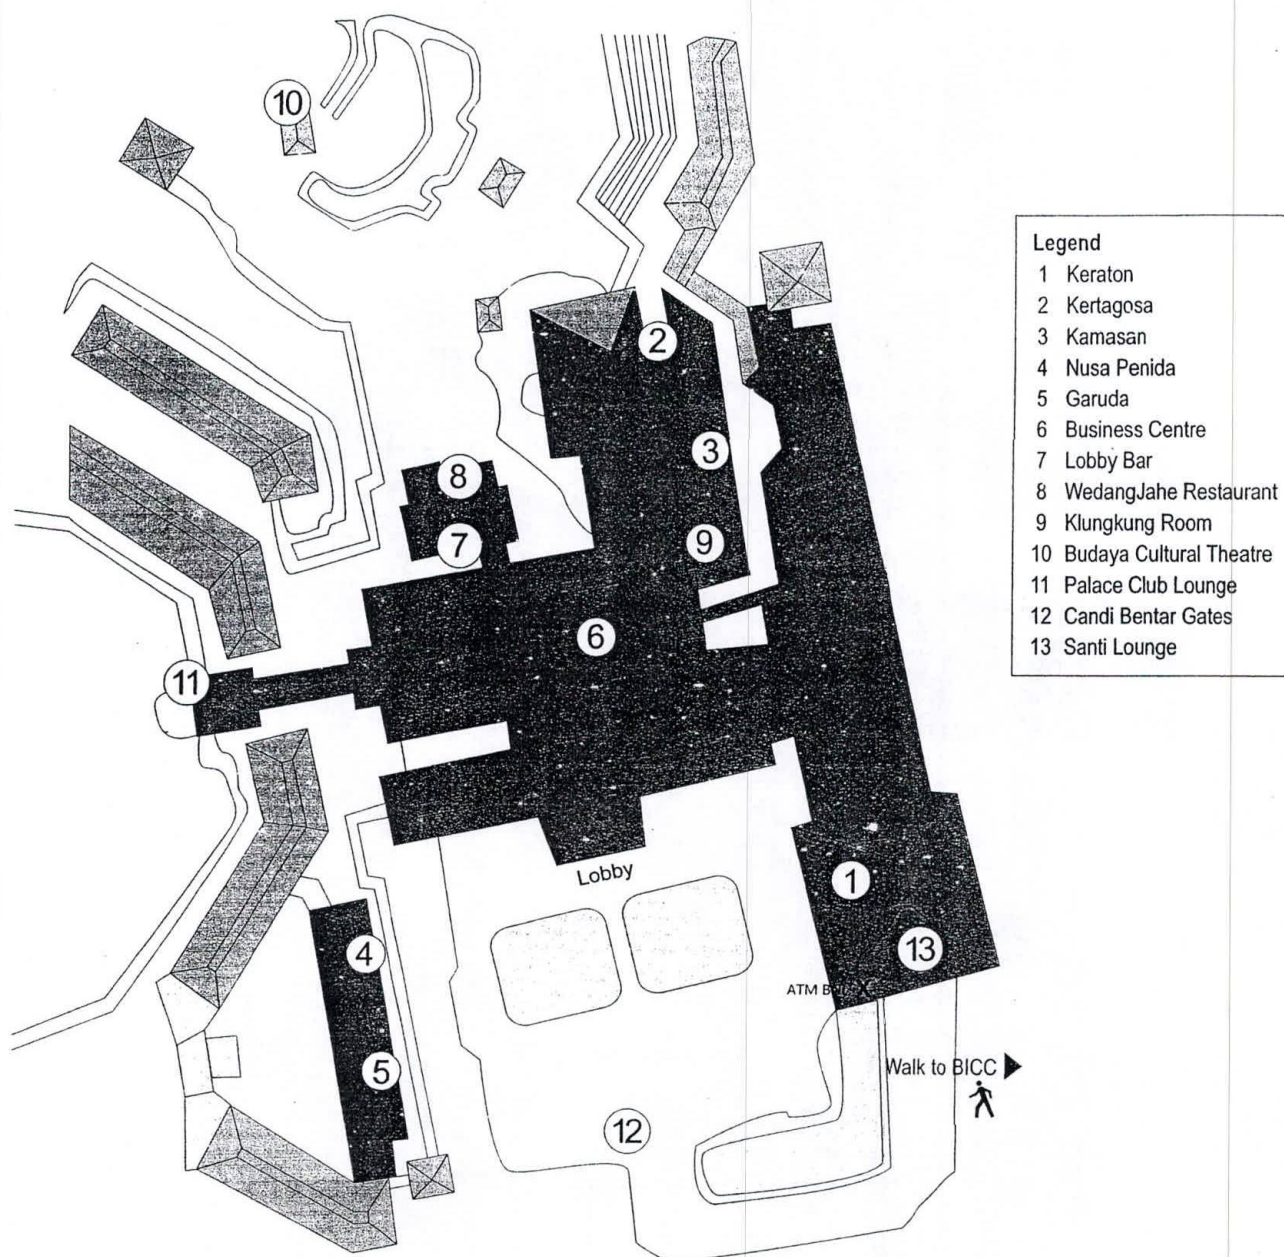 10
2
3
8
7
9
6
11
Lobby
1
4
13
ATM
Walk to BICC
5
12
Legend
1 Keraton
2 Kertagosa
3 Kamasan
4 Nusa Penida
5 Garuda
6 Business Centre
7 Lobby Bar
8 WedangJahe Restaurant
9 Klungkung Room
10 Budaya Cultural Theatre
11 Palace Club Lounge
12 Candi Bentar Gates
13 Santi Lounge